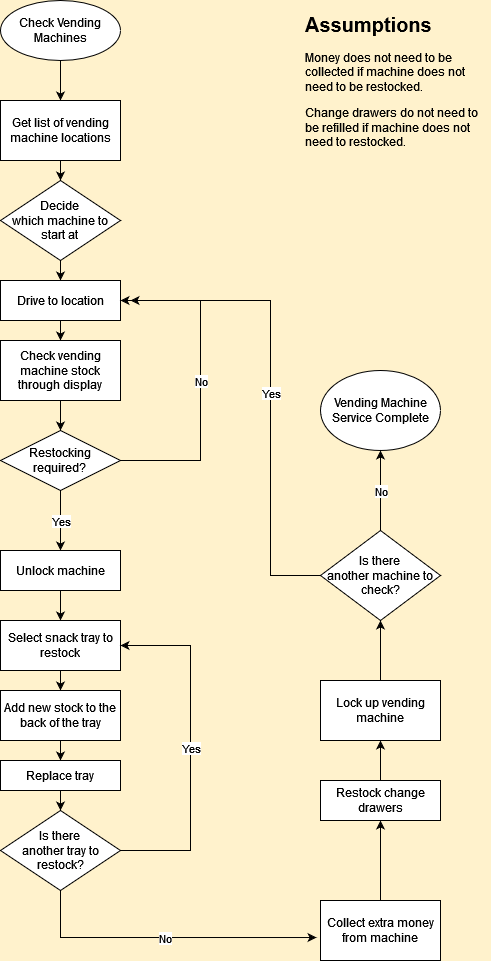 Check Vending
Machines
Assumptions
Money does not need to be
collected if machine does not
need to be restocked.
Change drawers do not need to
be refilled if machine does not
need to restocked.
Get list of vending
machine locations
Decide
which machine to
start at
Drive to location
Check vending
machine stock
through display
No
Yes
Restocking
required?
Yes
Unlock machine
Select snack tray to
restock
Add new stock to the
back of the tray
Replace tray
Yes
Is there
another tray to
restock?
No
Collect extra money
from machine
Restock change
drawers
Lock up vending
machine
Is there
another machine to
check?
No
Vending Machine
Service Complete